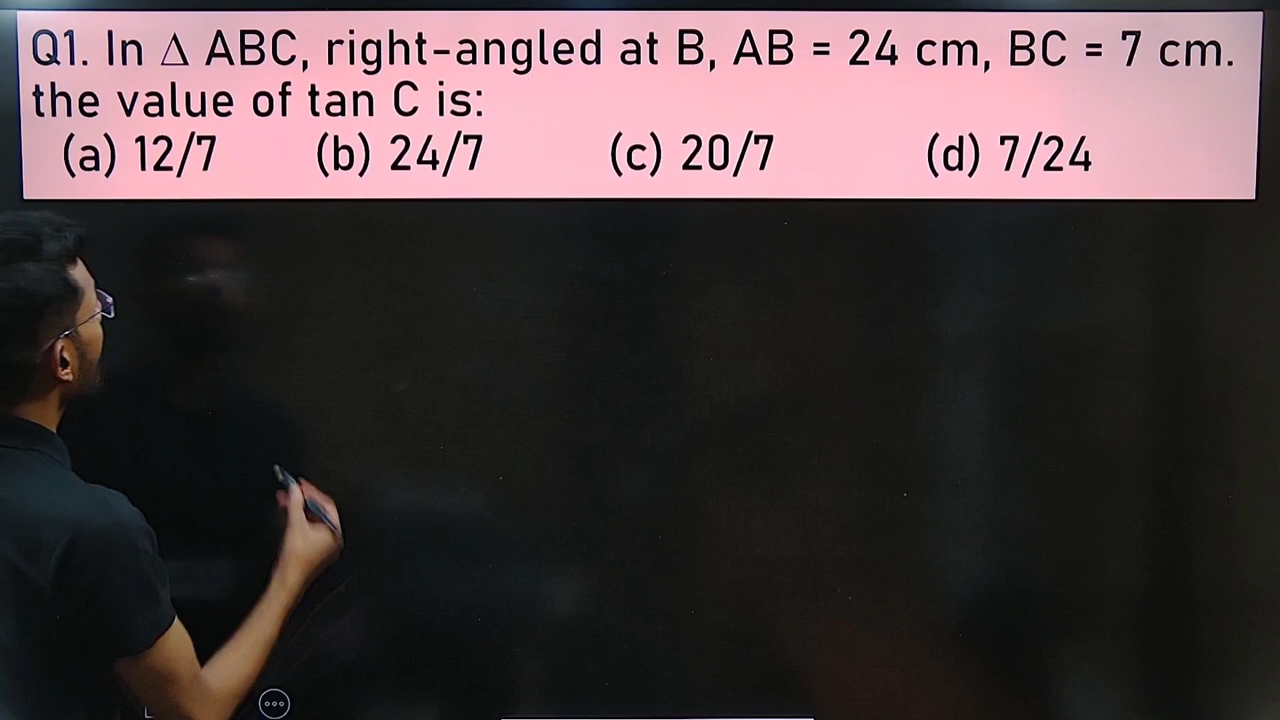 Q1. In Δ ABC, right-angled at B, AB = 24 cm, BC = 7 cm.
the value of tan C is:
(a) 12/7 (b) 24/7 (c) 20/7 (d) 7/24